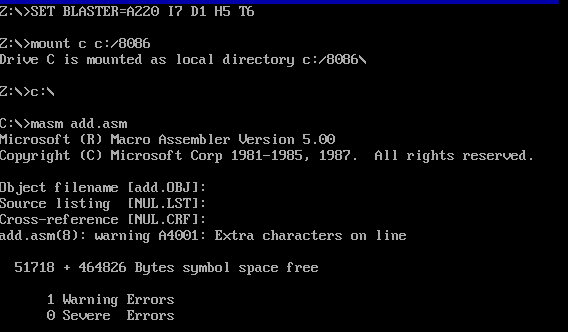 Z:\>SET BLASTER=A220 I7 D1 H5 T6
Z:\>mount c c:/8086
Drive C is mounted as local directory c:/8086\
Z:\>c:\
C:\>masm add.asm
Microsoft (R) Macro Assembler Version 5.00
Copyright (C) Microsoft Corp 1981-1985, 1987.  All rights reserved.
Object filename [add.OBJ]:
Source listing  [NUL.LST]:
Cross-reference [NUL.CRF]:
add.asm(8): warning A4001: Extra characters on line
51718 + 464826 Bytes symbol space free
1 Warning Errors
0 Severe  Errors